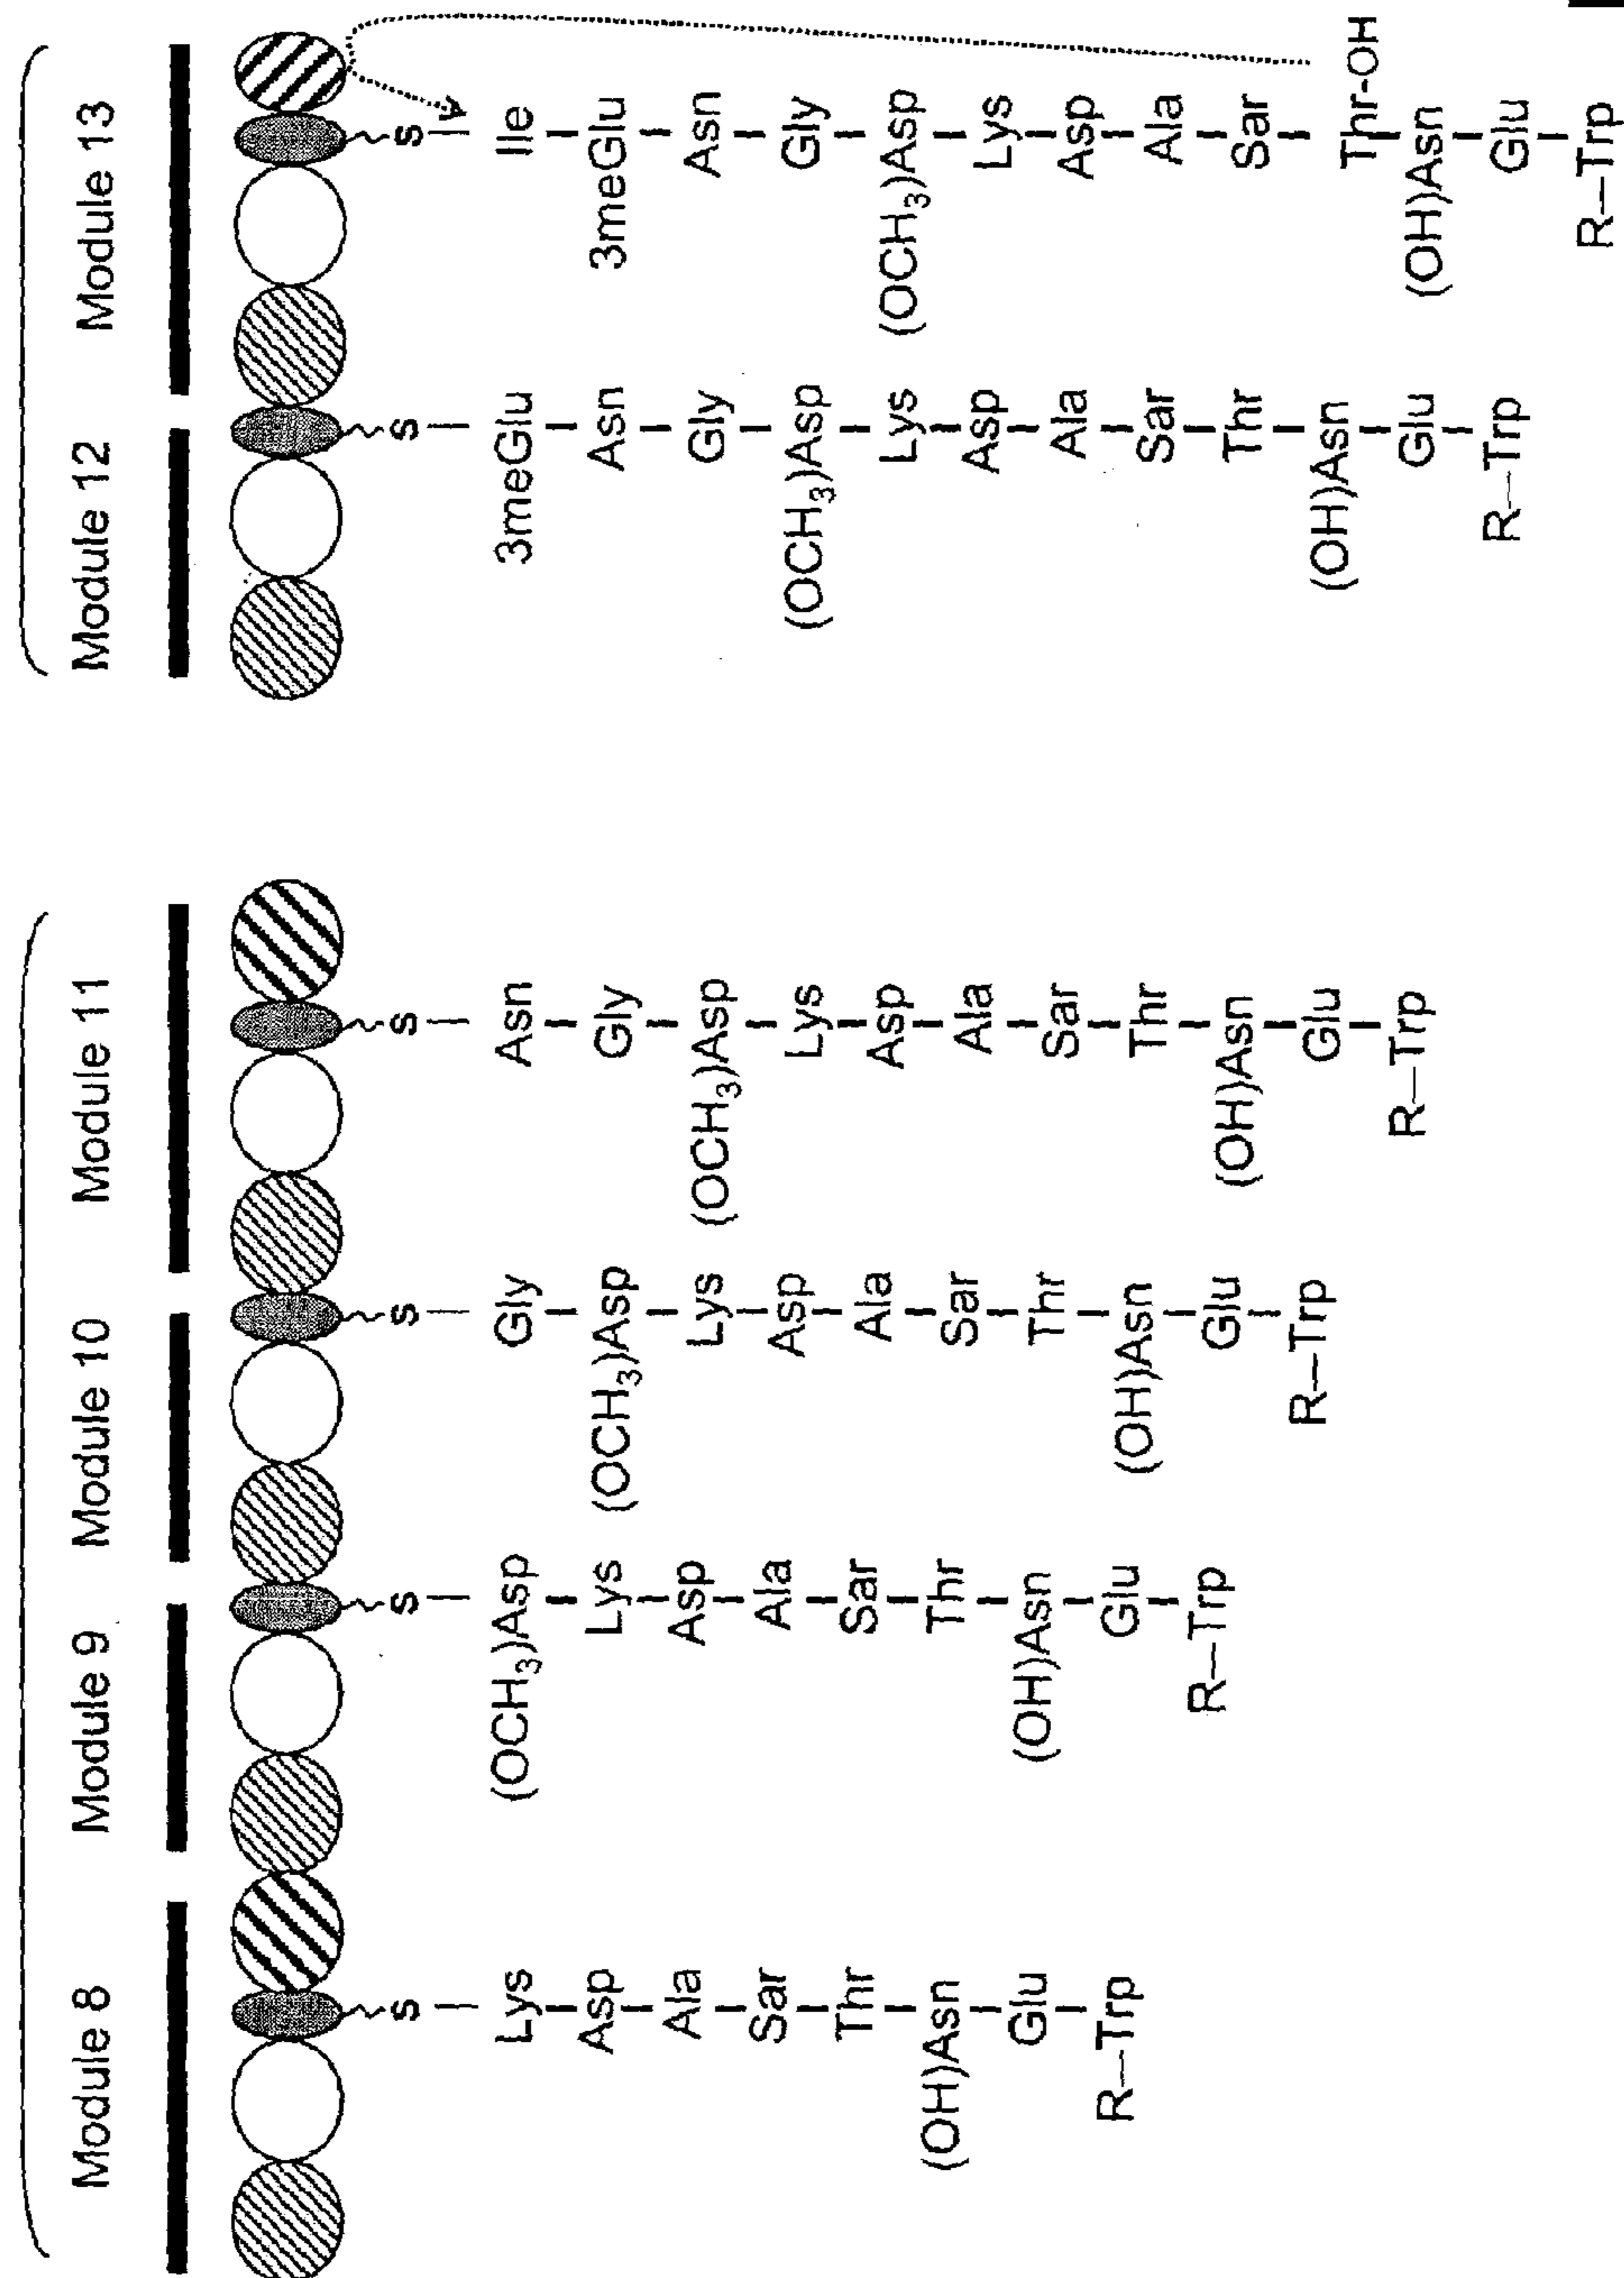 Module 8
Module 9
Module 10
Module 11
Module 12
Module 13
S
Lys
Asp
Ala
Sar
Thr
(OH)Asn
Glu
R—Trp
S
(OCH₃)Asp
Lys
Asp
Ala
Sar
Thr
(OH)Asn
Glu
R—Trp
S
Gly
(OCH₃)Asp
Lys
Asp
Ala
Sar
Thr
(OH)Asn
Glu
R—Trp
S
Asn
Gly
(OCH₃)Asp
Lys
Asp
Ala
Sar
Thr
(OH)Asn
Glu
R—Trp
S
3meGlu
Asn
Gly
(OCH₃)Asp
Lys
Asp
Ala
Sar
Thr
(OH)Asn
Glu
R—Trp
S
Ile
3meGlu
Asn
Gly
(OCH₃)Asp
Lys
Asp
Ala
Sar
Thr-OH
(OH)Asn
Glu
R—Trp